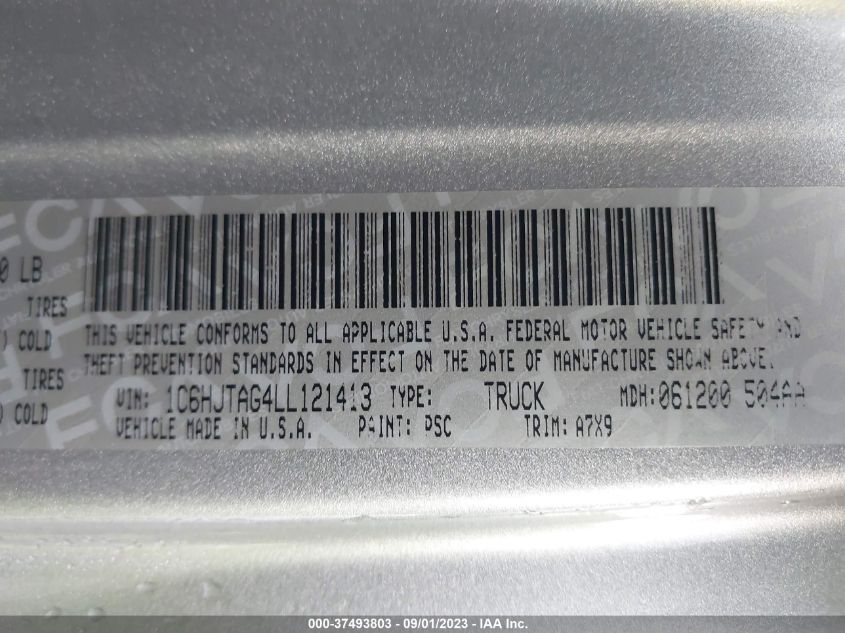 0 LB
TIRES
) COLD
TIRES
) COLD
THIS VEHICLE CONFORMS TO ALL APPLICABLE U.S.A. FEDERAL MOTOR VEHICLE SAFETY AND
THEFT PREVENTION STANDARDS IN EFFECT ON THE DATE OF MANUFACTURE SHOWN ABOVE.
VIN: 1C6HJTAG4LL121413 TYPE: TRUCK MDH: 061200 504AA
VEHICLE MADE IN U.S.A. PAINT: PSC TRIM: A7X9
000-37493803 - 09/01/2023 - IAA Inc.